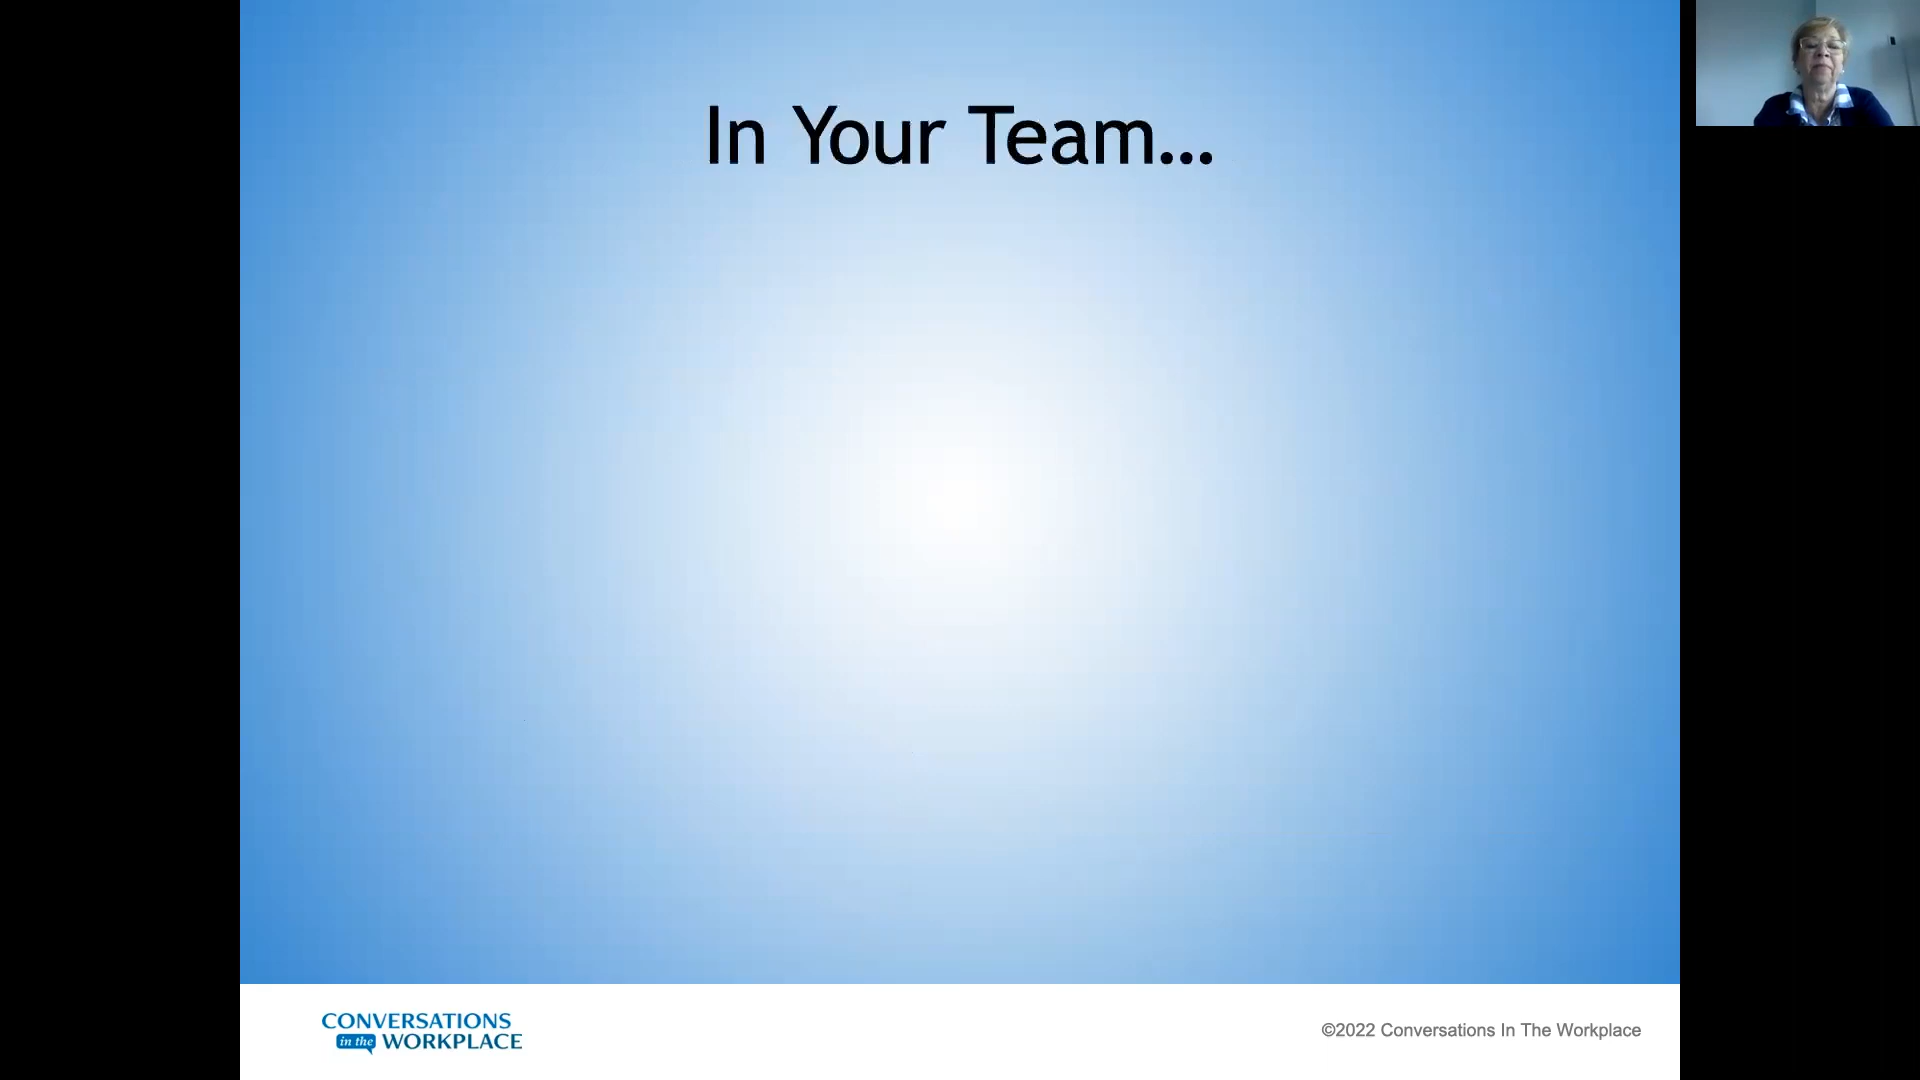 In Your Team...
CONVERSATIONS
in the WORKPLACE
©2022 Conversations In The Workplace